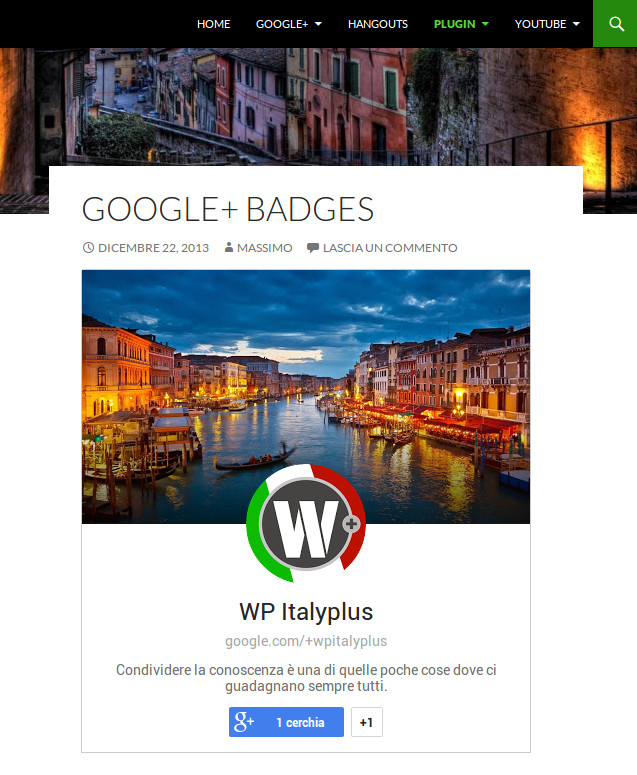 HOME GOOGLE+ HANGOUTS PLUGIN YOUTUBE
GOOGLE+ BADGES
DICEMBRE 22, 2013 MASSIMO LASCIA UN COMMENTO
W+
WP Italyplus
google.com/+wpitalyplus
Condividere la conoscenza è una di quelle poche cose dove ci
guadagnano sempre tutti.
g+ 1 cerchia +1